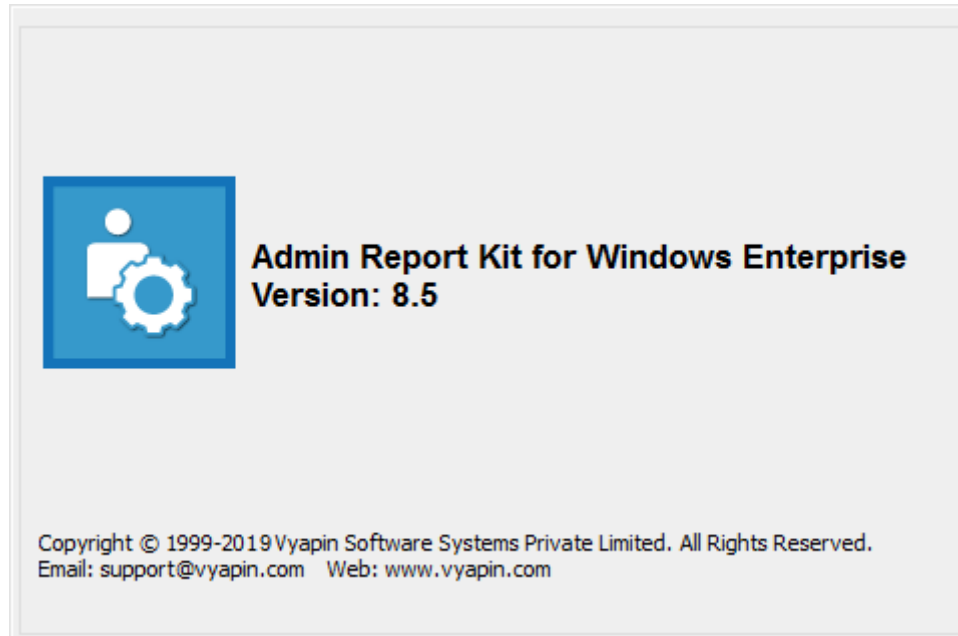 Admin Report Kit for Windows Enterprise
Version: 8.5
Copyright © 1999-2019 Vyapin Software Systems Private Limited. All Rights Reserved.
Email: support@vyapin.com Web: www.vyapin.com